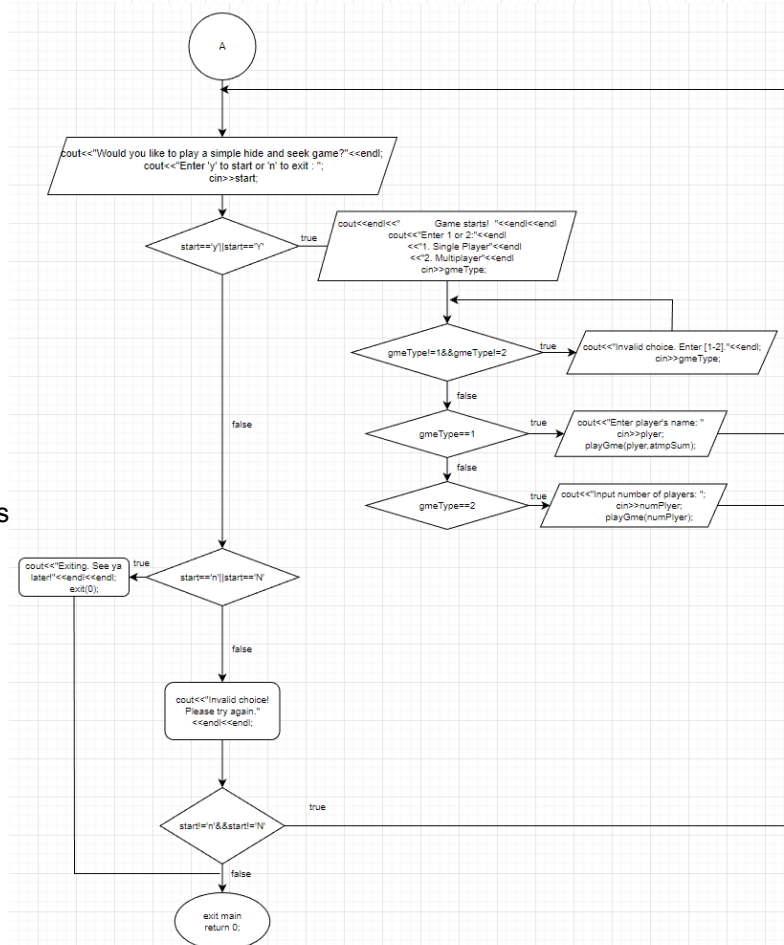 A
cout<<"Would you like to play a simple hide and seek game?"<<endl;
cout<<"Enter 'y' to start or 'n' to exit : ";
cin>>start;
start=='y'||start=='Y'
true
cout<<endl<<" Game starts! "<<endl<<endl
cout<<"Enter 1 or 2:"<<endl
<<"1. Single Player"<<endl
<<"2. Multiplayer"<<endl
cin>>gmeType;
gmeType!=1&&gmeType!=2
true
cout<<"Invalid choice. Enter [1-2]."<<endl;
cin>>gmeType;
false
gmeType==1
true
cout<<"Enter player's name: "
cin>>plyer;
playGme(plyer,atmpSum);
false
gmeType==2
true
cout<<"Input number of players: ";
cin>>numPlyer;
playGme(numPlyer);
false
s
start=='n'||start=='N'
true
cout<<"Exiting. See ya
later!"<<endl<<endl;
exit(0);
false
cout<<"Invalid choice!
Please try again."
<<endl<<endl;
start!='n'&&start!='N'
true
false
exit main
return 0;